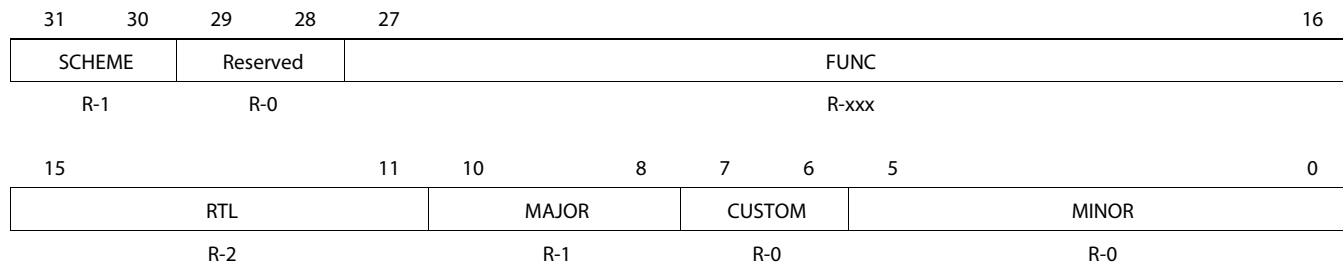 31 30 29 28 27 16
SCHEME Reserved FUNC
R-1 R-0 R-xxx
15 11 10 8 7 6 5 0
RTL MAJOR CUSTOM MINOR
R-2 R-1 R-0 R-0